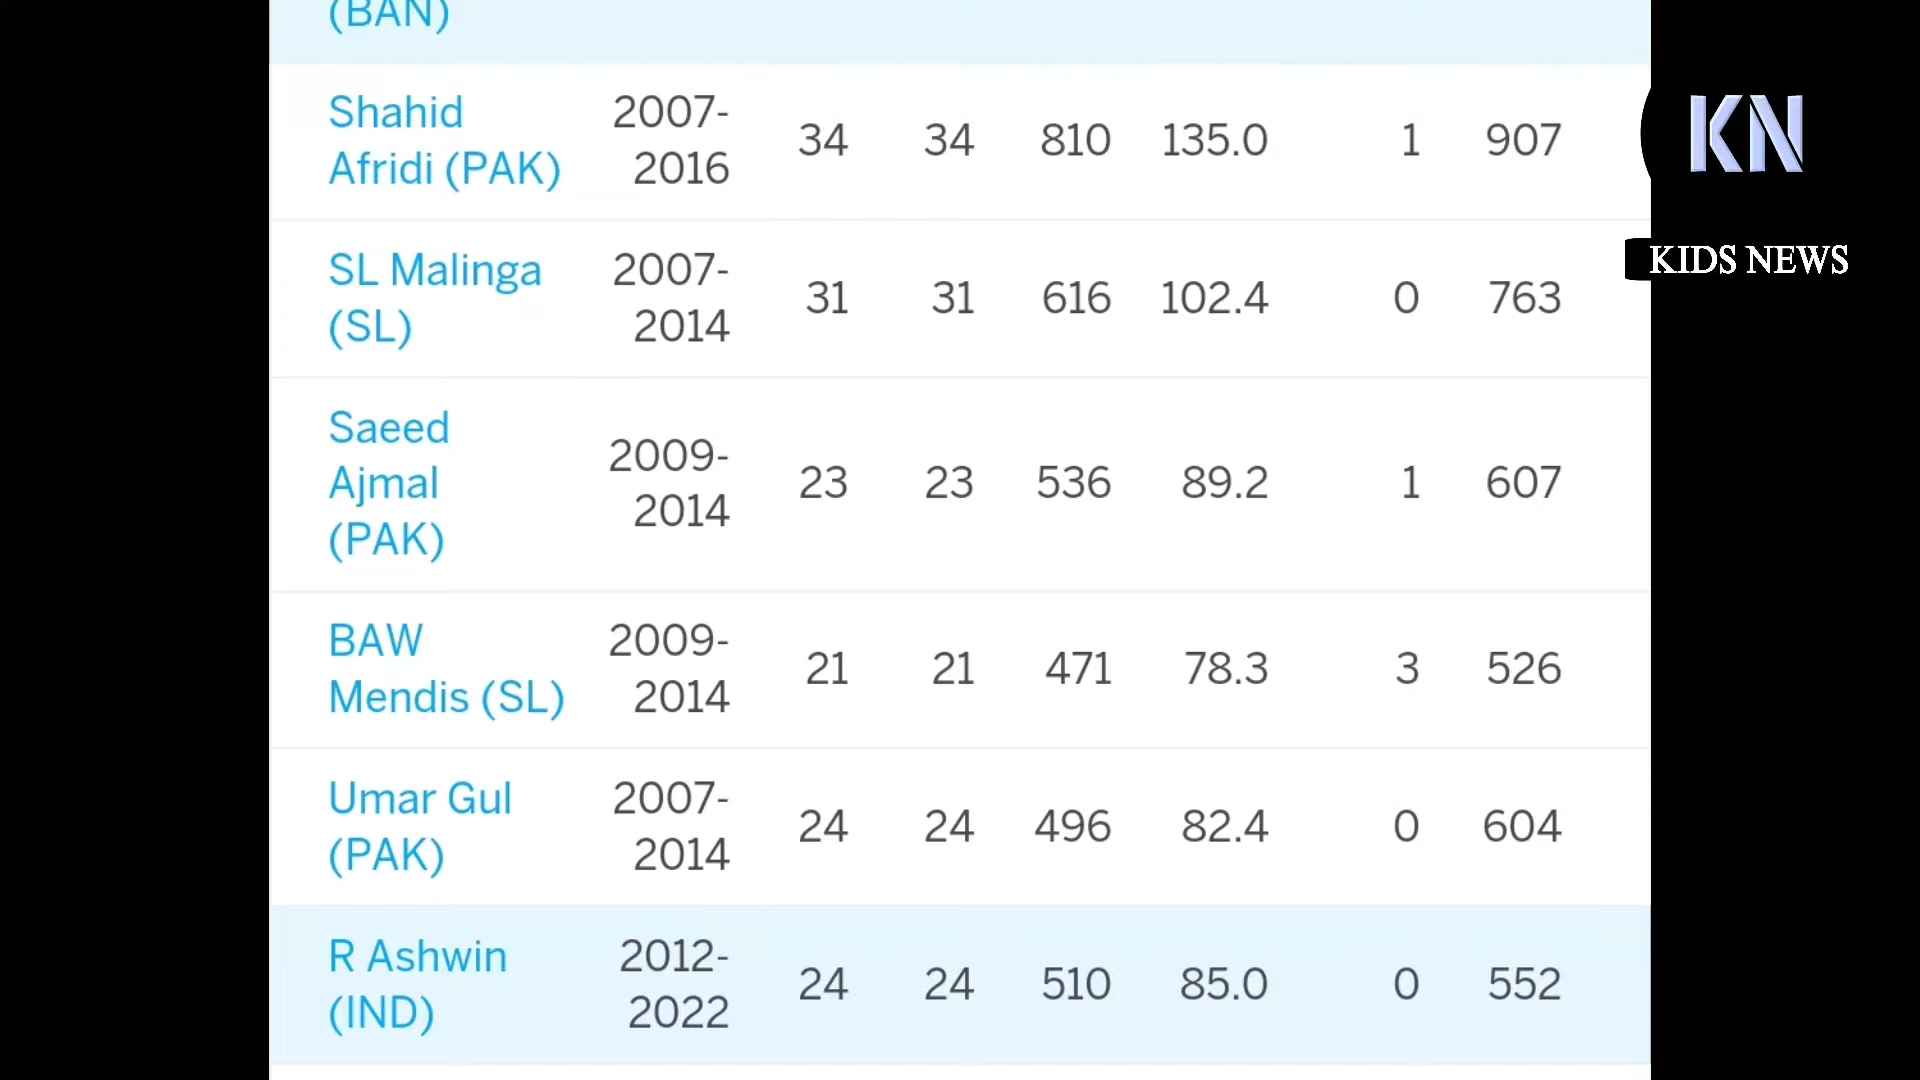 (BAN)
Shahid 2007-
Afridi (PAK) 2016 34 34 810 135.0 1 907
SL Malinga 2007-
(SL) 2014 31 31 616 102.4 0 763
Saeed
Ajmal 2009-
(PAK) 2014 23 23 536 89.2 1 607
BAW 2009-
Mendis (SL) 2014 21 21 471 78.3 3 526
Umar Gul 2007-
(PAK) 2014 24 24 496 82.4 0 604
R Ashwin 2012-
(IND) 2022 24 24 510 85.0 0 552
KN
KIDS NEWS